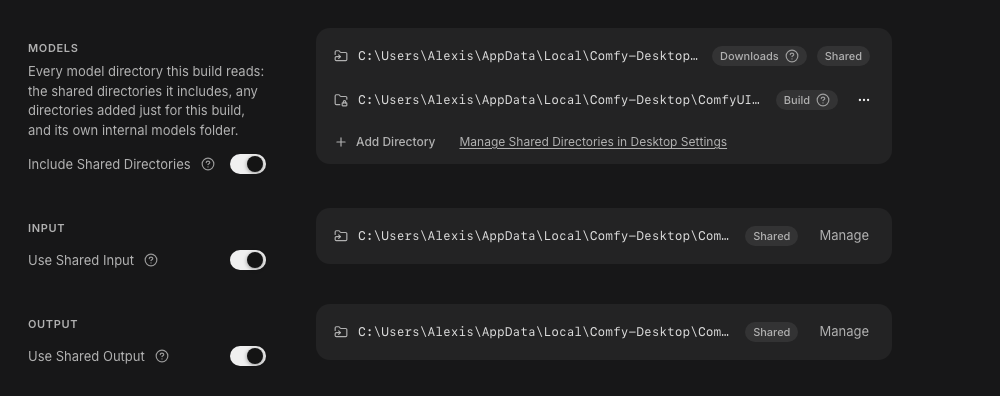 MODELS
Every model directory this build reads:
the shared directories it includes, any
directories added just for this build,
and its own internal models folder.
Include Shared Directories
C:\Users\Alexis\AppData\Local\Comfy-Desktop… Downloads Shared
C:\Users\Alexis\AppData\Local\Comfy-Desktop\ComfyUI… Build
Add Directory Manage Shared Directories in Desktop Settings
INPUT
Use Shared Input
C:\Users\Alexis\AppData\Local\Comfy-Desktop\Com… Shared Manage
OUTPUT
Use Shared Output
C:\Users\Alexis\AppData\Local\Comfy-Desktop\Com… Shared Manage